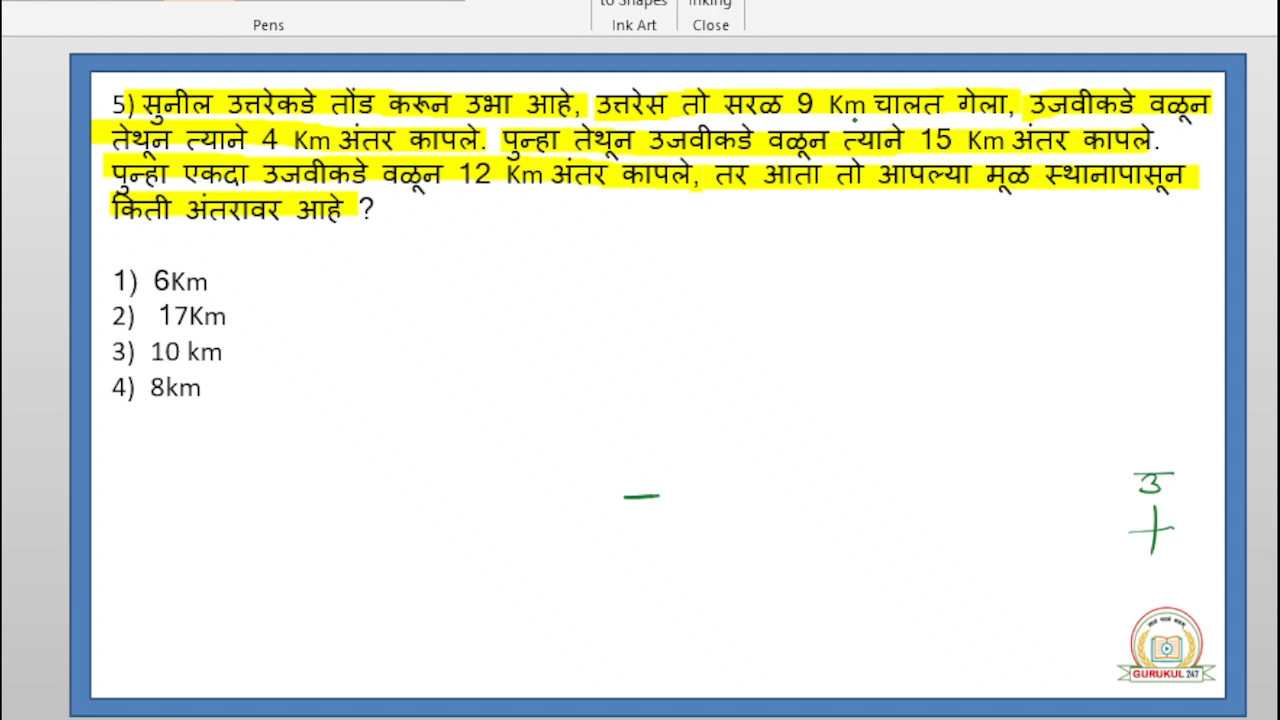 to Shapes Inking
Pens Ink Art Close
5) सुनील उत्तरेकडे तोंड करून उभा आहे, उत्तरेस तो सरळ 9 Km चालत गेला, उजवीकडे वळून
तेथून त्याने 4 Km अंतर कापले. पुन्हा तेथून उजवीकडे वळून त्याने 15 Km अंतर कापले.
पुन्हा एकदा उजवीकडे वळून 12 Km अंतर कापले, तर आता तो आपल्या मूळ स्थानापासून
किती अंतरावर आहे ?
1) 6Km
2) 17Km
3) 10 km
4) 8km
उ
GURUKUL 247